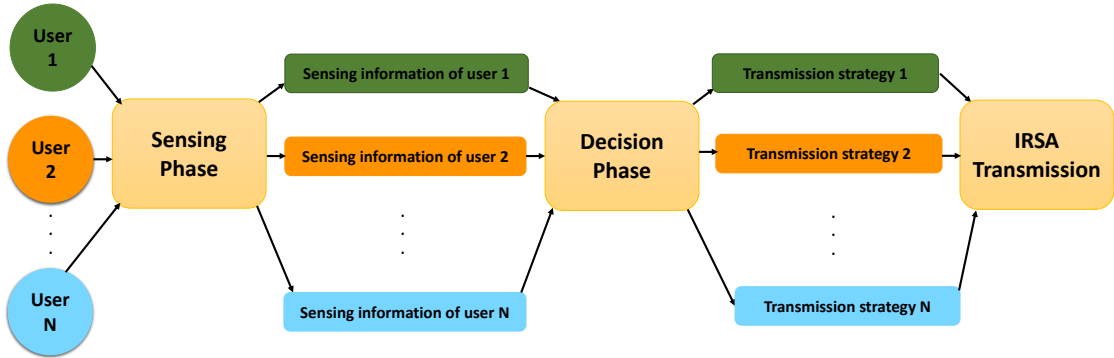 User
1
Sensing information of user 1
Transmission strategy 1
User
2
Sensing
Phase
Sensing information of user 2
Decision
Phase
Transmission strategy 2
IRSA
Transmission
User
N
Sensing information of user N
Transmission strategy N